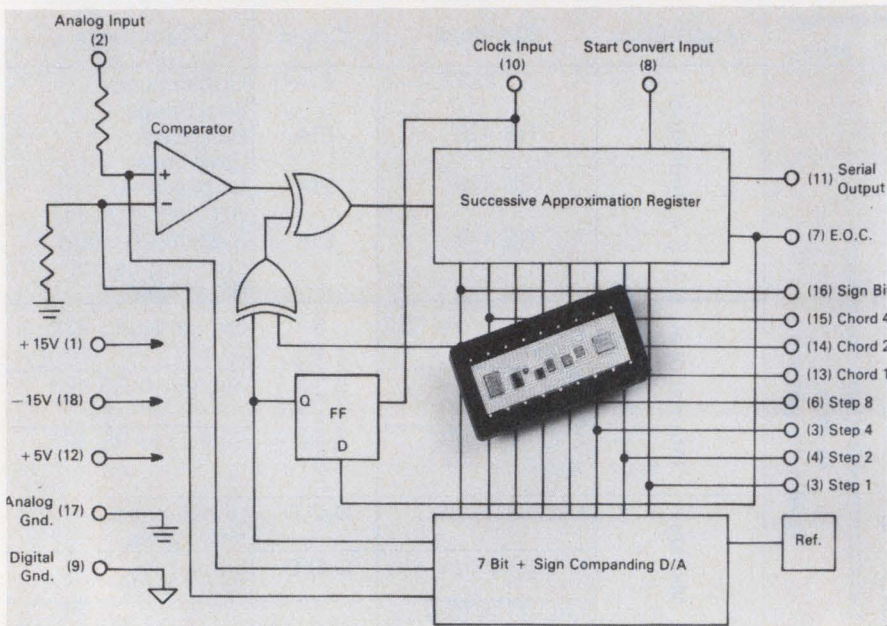 Analog Input
(2)
Clock Input
(10)
Start Convert Input
(8)
Comparator
+
−
Successive Approximation Register
(11) Serial
Output
(7) E.O.C.
(16) Sign Bit
(15) Chord 4
(14) Chord 2
(13) Chord 1
(6) Step 8
(3) Step 4
(4) Step 2
(3) Step 1
+ 15V (1)
−15V (18)
+ 5V (12)
Analog (17)
Gnd.
Digital (9)
Gnd.
Q
FF
D
7 Bit + Sign Companding D/A
Ref.